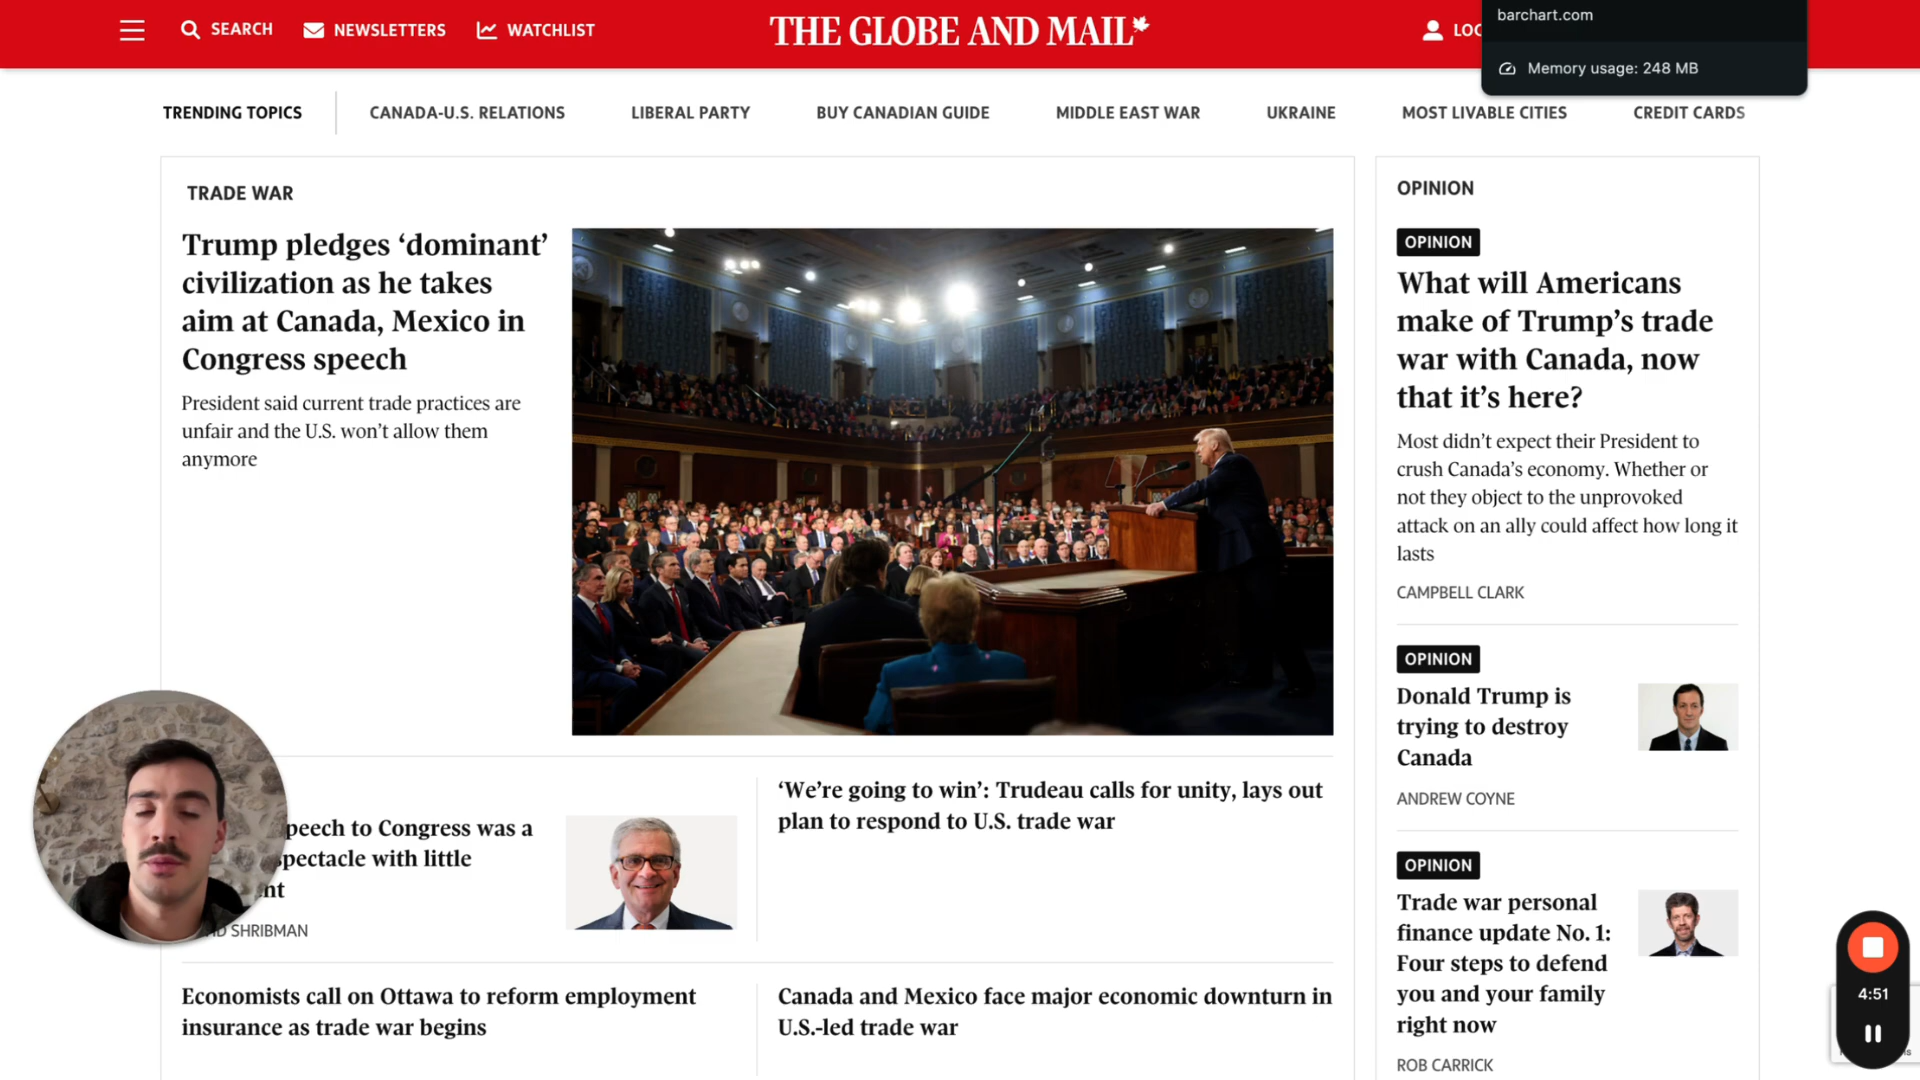 SEARCH
NEWSLETTERS
WATCHLIST
THE GLOBE AND MAIL
barchart.com
Memory usage: 248 MB
TRENDING TOPICS
CANADA-U.S. RELATIONS
LIBERAL PARTY
BUY CANADIAN GUIDE
MIDDLE EAST WAR
UKRAINE
MOST LIVABLE CITIES
CREDIT CARDS
TRADE WAR
Trump pledges ‘dominant’
civilization as he takes
aim at Canada, Mexico in
Congress speech
President said current trade practices are
unfair and the U.S. won’t allow them
anymore
peech to Congress was a
spectacle with little
nt
SHRIBMAN
‘We’re going to win’: Trudeau calls for unity, lays out
plan to respond to U.S. trade war
Economists call on Ottawa to reform employment
insurance as trade war begins
Canada and Mexico face major economic downturn in
U.S.-led trade war
OPINION
OPINION
What will Americans
make of Trump’s trade
war with Canada, now
that it’s here?
Most didn’t expect their President to
crush Canada’s economy. Whether or
not they object to the unprovoked
attack on an ally could affect how long it
lasts
CAMPBELL CLARK
OPINION
Donald Trump is
trying to destroy
Canada
ANDREW COYNE
OPINION
Trade war personal
finance update No. 1:
Four steps to defend
you and your family
right now
ROB CARRICK
4:51